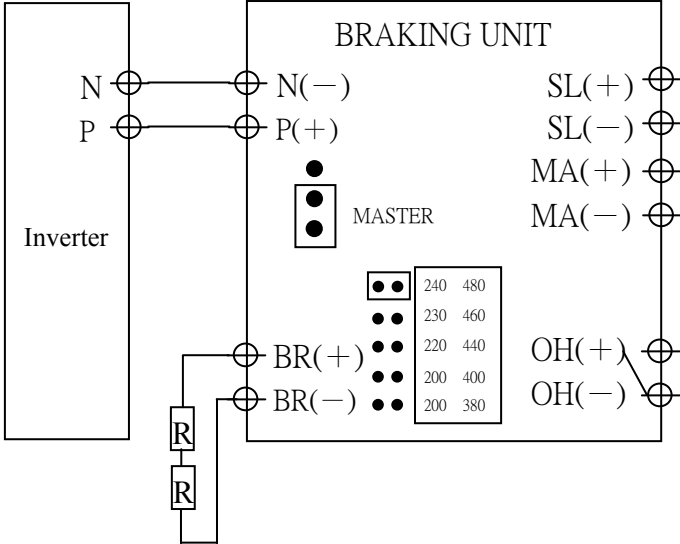 BRAKING UNIT
N
P
Inverter
N(−)
P(+)
MASTER
BR(+)
BR(−)
R
R
240 480
230 460
220 440
200 400
200 380
SL(+)
SL(−)
MA(+)
MA(−)
OH(+)
OH(−)